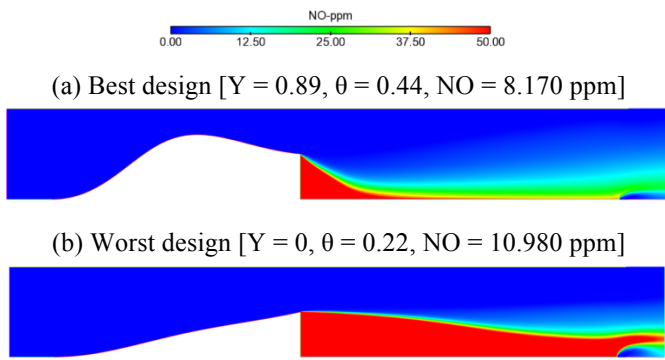 NO-ppm
0.00 12.50 25.00 37.50 50.00
(a) Best design [Y = 0.89, θ = 0.44, NO = 8.170 ppm]
(b) Worst design [Y = 0, θ = 0.22, NO = 10.980 ppm]